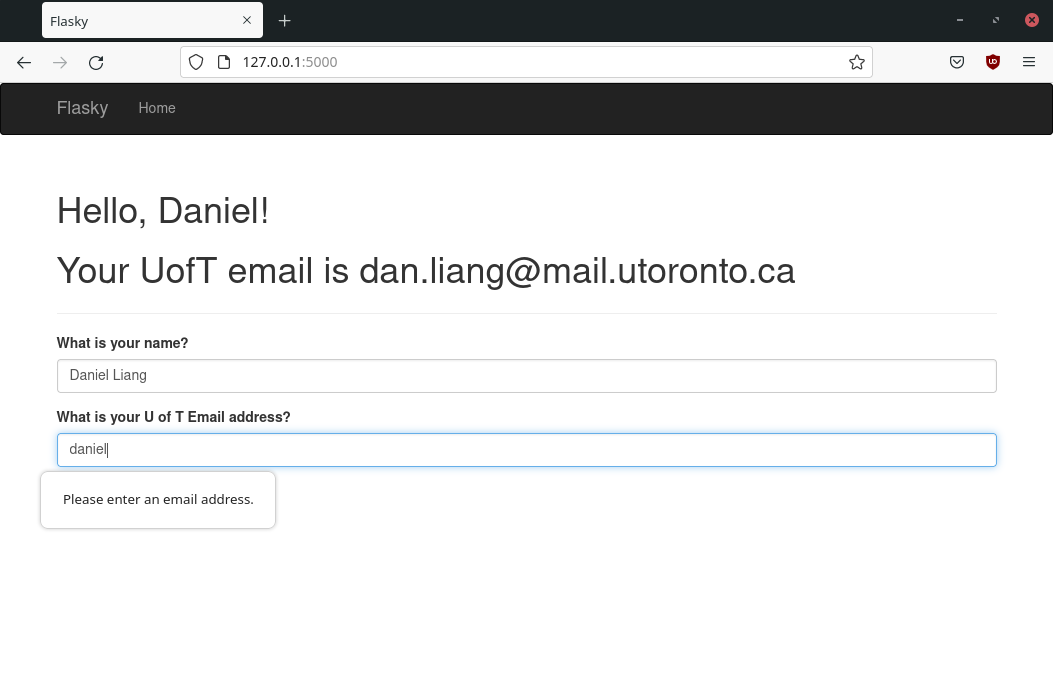 Flasky
127.0.0.1:5000
Flasky Home
Hello, Daniel!
Your UofT email is dan.liang@mail.utoronto.ca
What is your name?
Daniel Liang
What is your U of T Email address?
daniel
Please enter an email address.